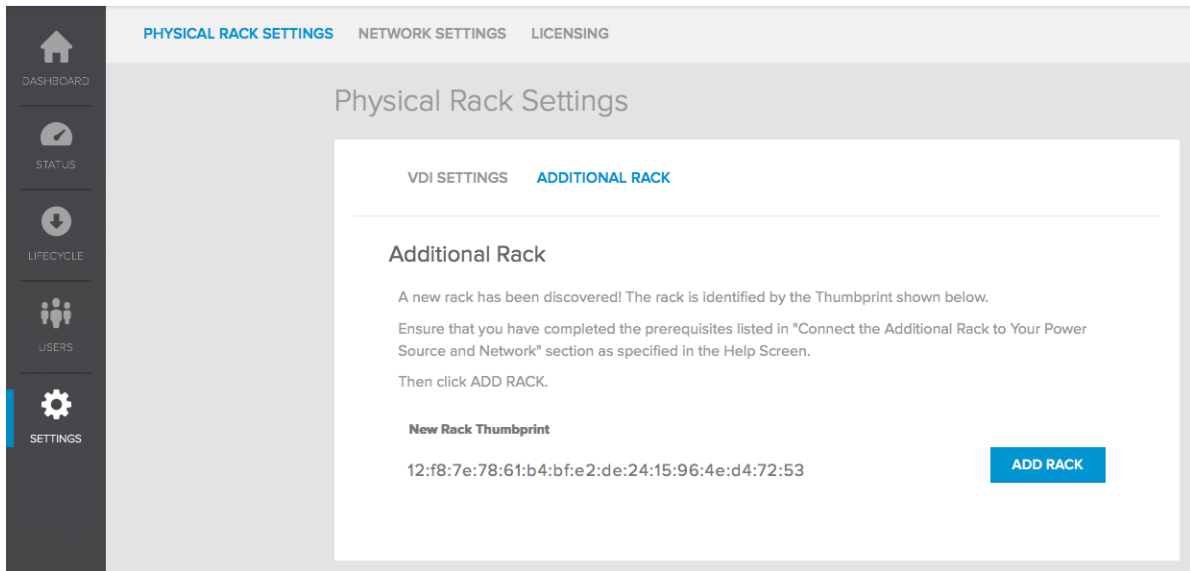 PHYSICAL RACK SETTINGS NETWORK SETTINGS LICENSING
DASHBOARD
STATUS
LIFECYCLE
USERS
SETTINGS
Physical Rack Settings
VDI SETTINGS ADDITIONAL RACK
Additional Rack
A new rack has been discovered! The rack is identified by the Thumbprint shown below.
Ensure that you have completed the prerequisites listed in "Connect the Additional Rack to Your Power
Source and Network" section as specified in the Help Screen.
Then click ADD RACK.
New Rack Thumbprint
12:f8:7e:78:61:b4:bf:e2:de:24:15:96:4e:d4:72:53
ADD RACK